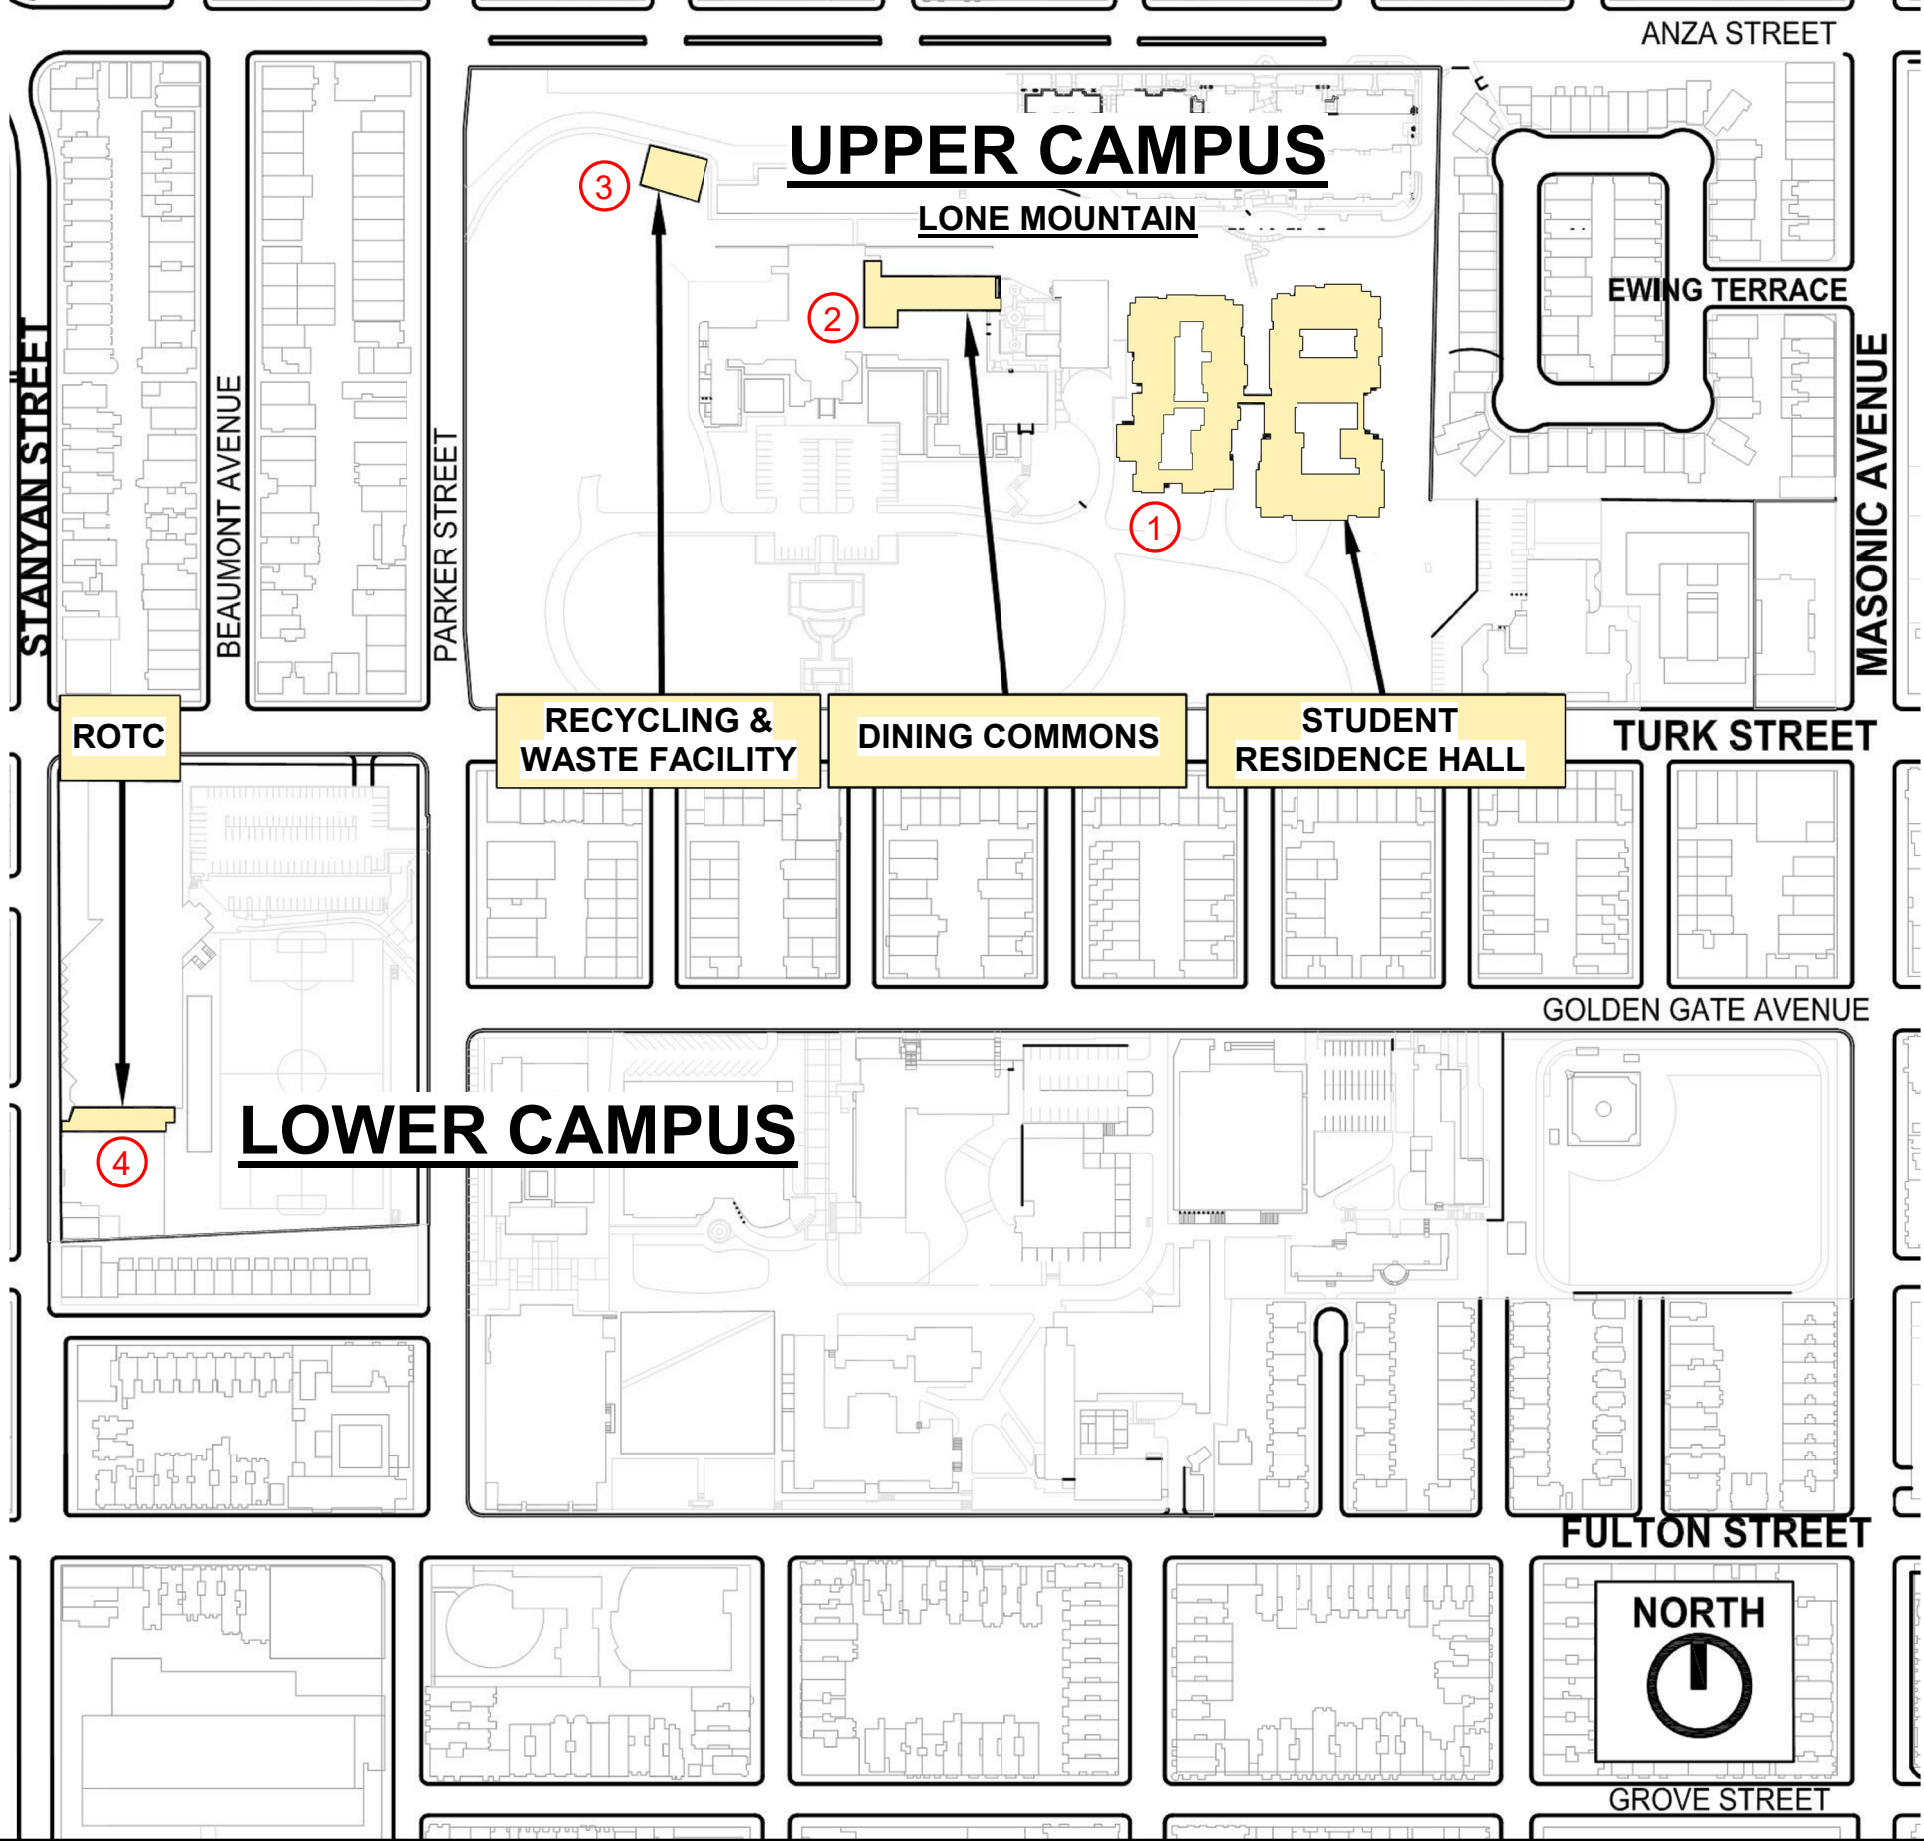 ANZA STREET
UPPER CAMPUS
LONE MOUNTAIN
3
2
1
EWING TERRACE
STANYAN STREET
BEAUMONT AVENUE
PARKER STREET
MASONIC AVENUE
ROTC
RECYCLING &
WASTE FACILITY
DINING COMMONS
STUDENT
RESIDENCE HALL
TURK STREET
GOLDEN GATE AVENUE
LOWER CAMPUS
4
FULTON STREET
NORTH
GROVE STREET